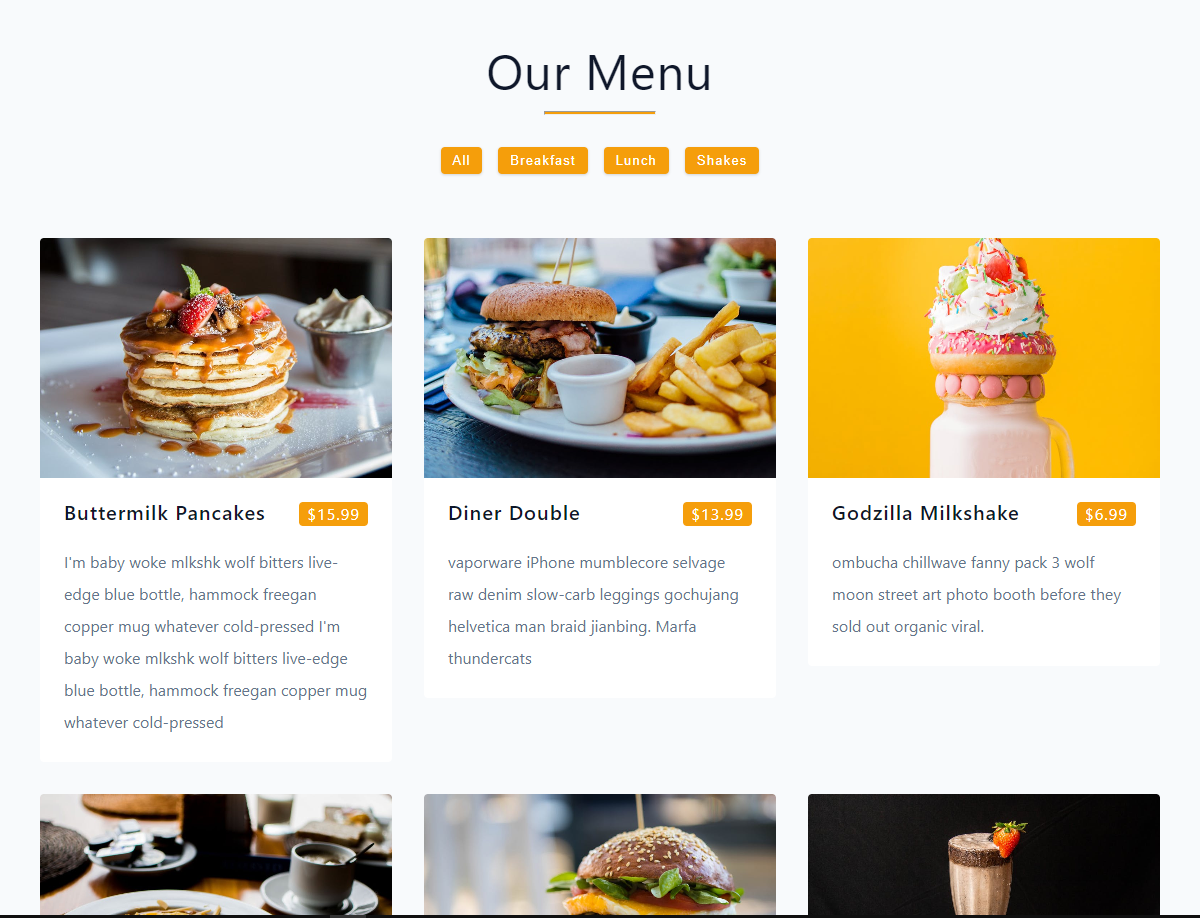 Our Menu
All
Breakfast
Lunch
Shakes
Buttermilk Pancakes
$15.99
I'm baby woke mlkshk wolf bitters live-
edge blue bottle, hammock freegan
copper mug whatever cold-pressed I'm
baby woke mlkshk wolf bitters live-edge
blue bottle, hammock freegan copper mug
whatever cold-pressed
Diner Double
$13.99
vaporware iPhone mumblecore selvage
raw denim slow-carb leggings gochujang
helvetica man braid jianbing. Marfa
thundercats
Godzilla Milkshake
$6.99
ombucha chillwave fanny pack 3 wolf
moon street art photo booth before they
sold out organic viral.